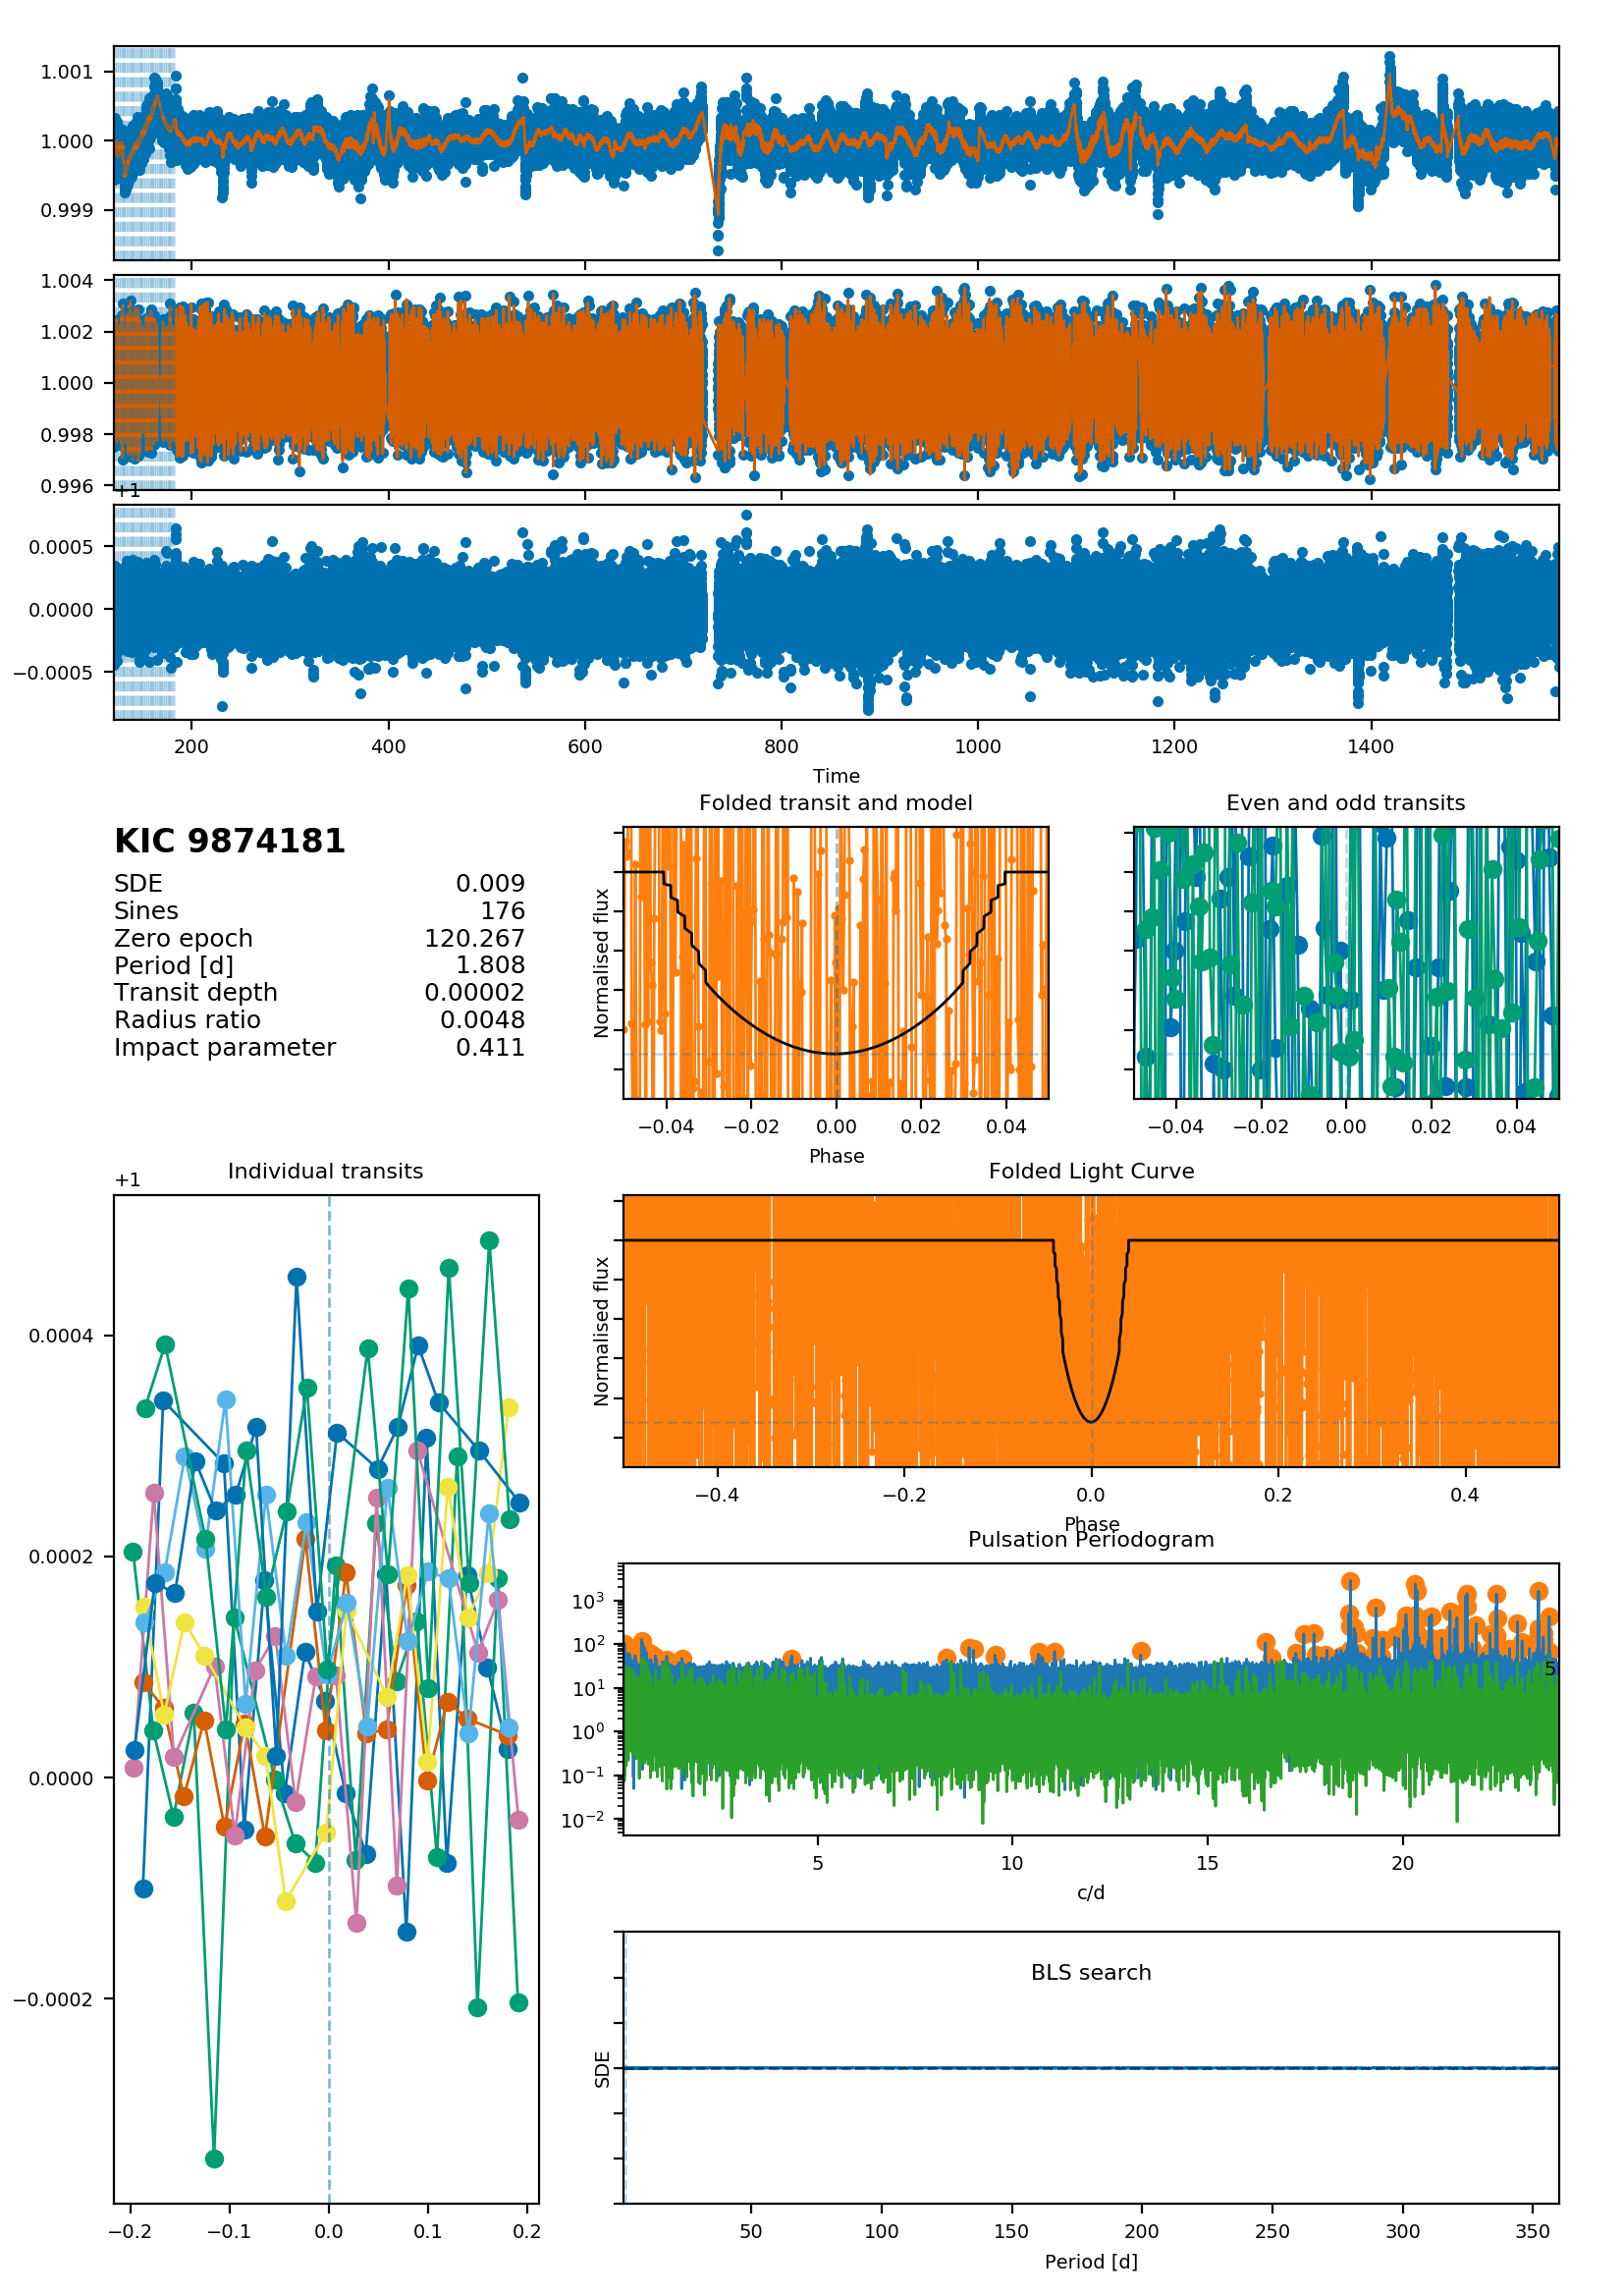 1.001
1.000
0.999
1.004
1.002
1.000
0.998
0.996
+1
0.0005
0.0000
−0.0005
200 400 600 800 1000 1200 1400
Time
KIC 9874181
SDE 0.009
Sines 176
Zero epoch 120.267
Period [d] 1.808
Transit depth 0.00002
Radius ratio 0.0048
Impact parameter 0.411
Folded transit and model
Normalised flux
−0.04 −0.02 0.00 0.02 0.04
Phase
Even and odd transits
−0.04 −0.02 0.00 0.02 0.04
Individual transits
+1
0.0004
0.0002
0.0000
−0.0002
−0.2 −0.1 0.0 0.1 0.2
Folded Light Curve
Normalised flux
−0.4 −0.2 0.0 0.2 0.4
Phase
Pulsation Periodogram
10³
10²
10¹
10⁰
10⁻¹
10⁻²
5
5 10 15 20
c/d
BLS search
SDE
50 100 150 200 250 300 350
Period [d]